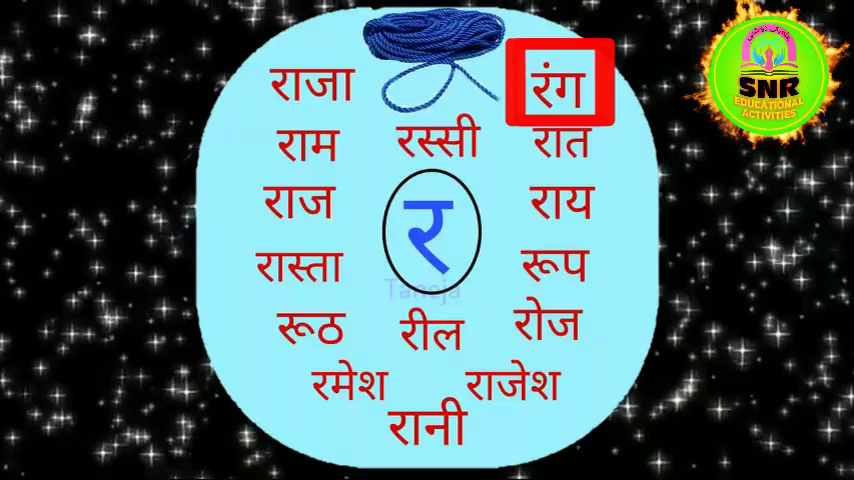 राजा
रंग
राम
रस्सी
रात
राज
र
राय
रास्ता
रूप
Taneja
रूठ
रील
रोज
रमेश
राजेश
रानी
SNR
EDUCATIONAL
ACTIVITIES